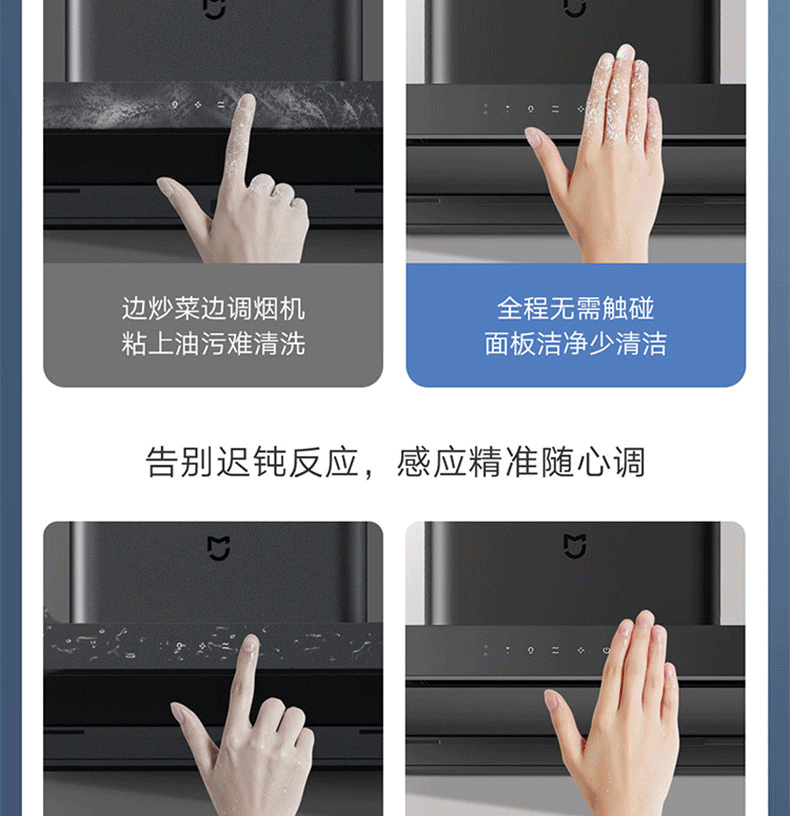 边炒菜边调烟机
粘上油污难清洗
全程无需触碰
面板洁净少清洁
告别迟钝反应，感应精准随心调